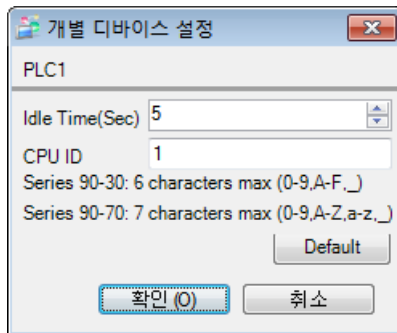 개별 디바이스 설정
PLC1
Idle Time(Sec) 5
CPU ID 1
Series 90-30: 6 characters max (0-9,A-F,_)
Series 90-70: 7 characters max (0-9,A-Z,a-z,_)
Default
확인 (O) 취소